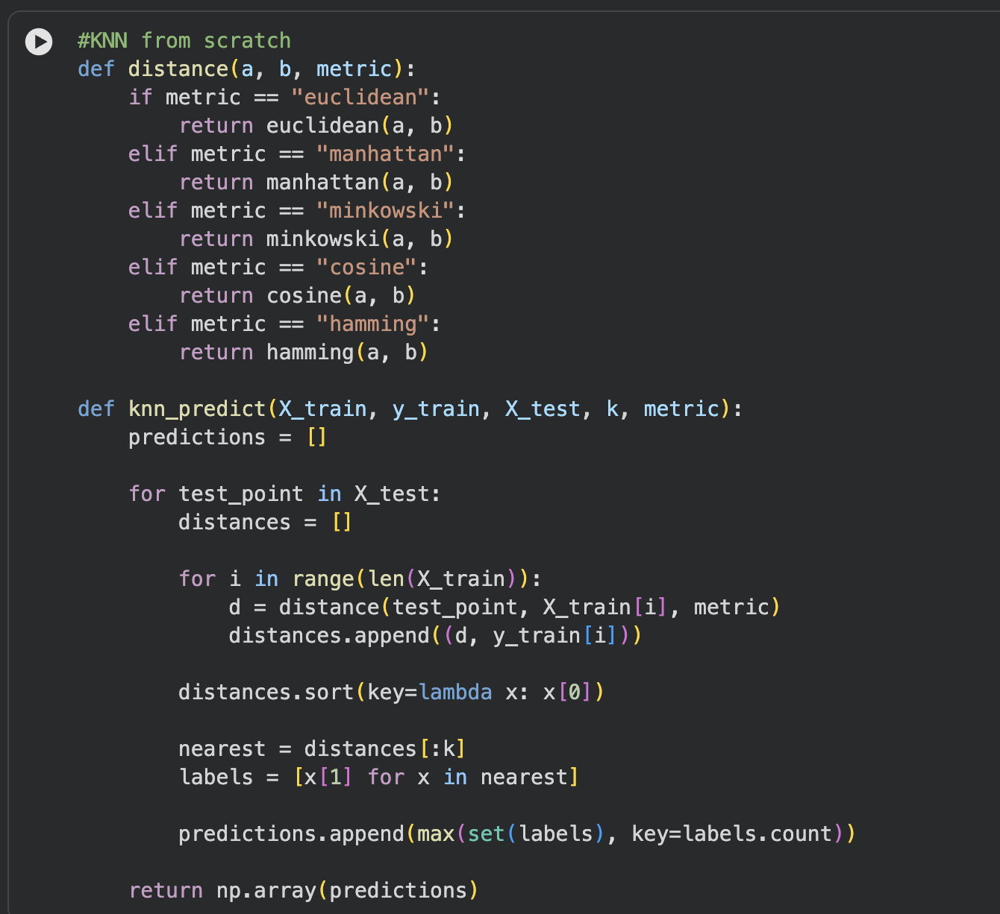 #KNN from scratch
def distance(a, b, metric):
    if metric == "euclidean":
        return euclidean(a, b)
    elif metric == "manhattan":
        return manhattan(a, b)
    elif metric == "minkowski":
        return minkowski(a, b)
    elif metric == "cosine":
        return cosine(a, b)
    elif metric == "hamming":
        return hamming(a, b)

def knn_predict(X_train, y_train, X_test, k, metric):
    predictions = []

    for test_point in X_test:
        distances = []

        for i in range(len(X_train)):
            d = distance(test_point, X_train[i], metric)
            distances.append((d, y_train[i]))

        distances.sort(key=lambda x: x[0])

        nearest = distances[:k]
        labels = [x[1] for x in nearest]

        predictions.append(max(set(labels), key=labels.count))

    return np.array(predictions)